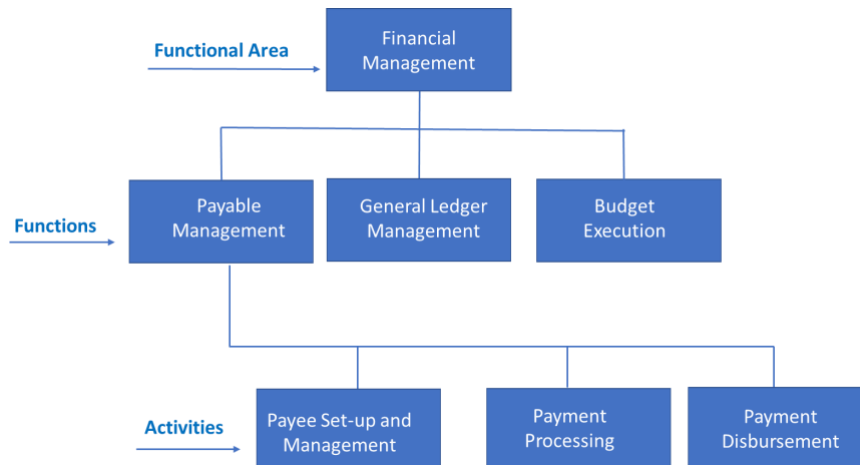 Functional Area
Financial
Management
Functions
Payable
Management
General Ledger
Management
Budget
Execution
Activities
Payee Set-up and
Management
Payment
Processing
Payment
Disbursement